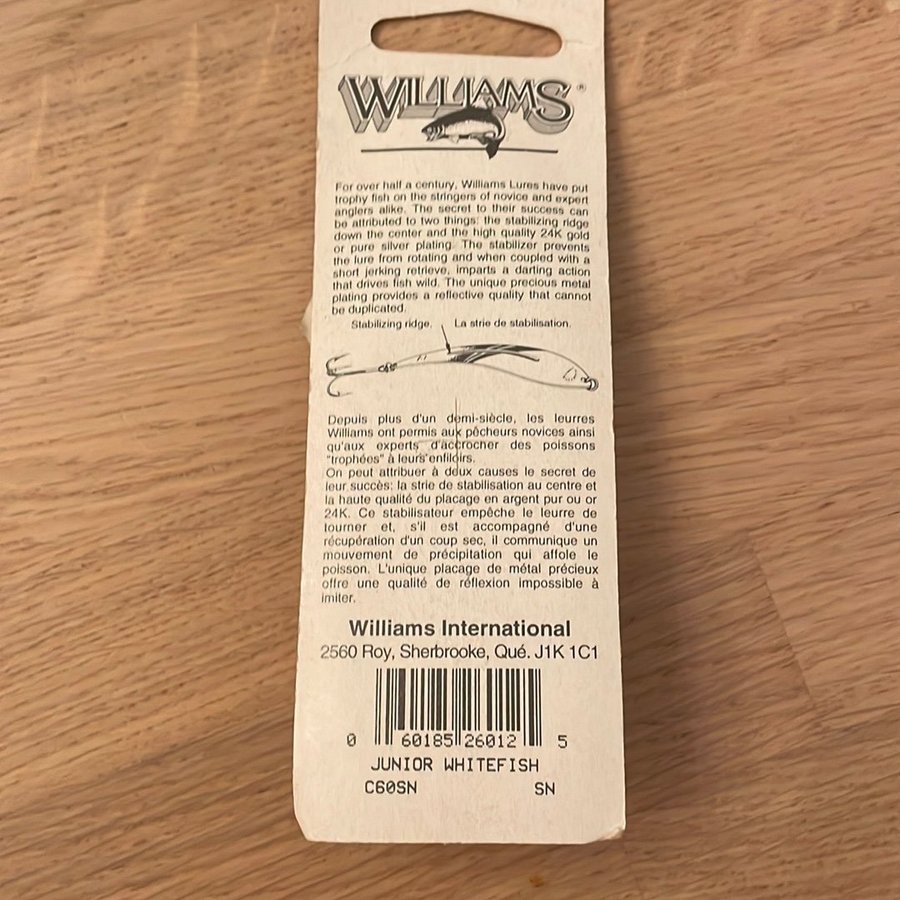 WILLIAMS®
For over half a century, Williams Lures have put
trophy fish on the stringers of novice and expert
anglers alike. The secret to their success can
be attributed to two things: the stabilizing ridge
down the center and the high quality 24K gold
or pure silver plating. The stabilizer prevents
the lure from rotating and when coupled with a
short jerking retrieve, imparts a darting action
that drives fish wild. The unique precious metal
plating provides a reflective quality that cannot
be duplicated.
Stabilizing ridge. La strie de stabilisation.
Depuis plus d'un demi-siècle, les leurres
Williams ont permis aux pêcheurs novices ainsi
qu'aux experts d'accrocher des poissons
"trophées" à leurs enfiloirs.
On peut attribuer à deux causes le secret de
leur succès: la strie de stabilisation au centre et
la haute qualité du placage en argent pur ou or
24K. Ce stabilisateur empêche le leurre de
tourner et, s'il est accompagné d'une
récupération d'un coup sec, il communique un
mouvement de précipitation qui affole le
poisson. L'unique placage de métal précieux
offre une qualité de réflexion impossible à
imiter.
Williams International
2560 Roy, Sherbrooke, Qué. J1K 1C1
0 60185 26012 5
JUNIOR WHITEFISH
C60SN SN